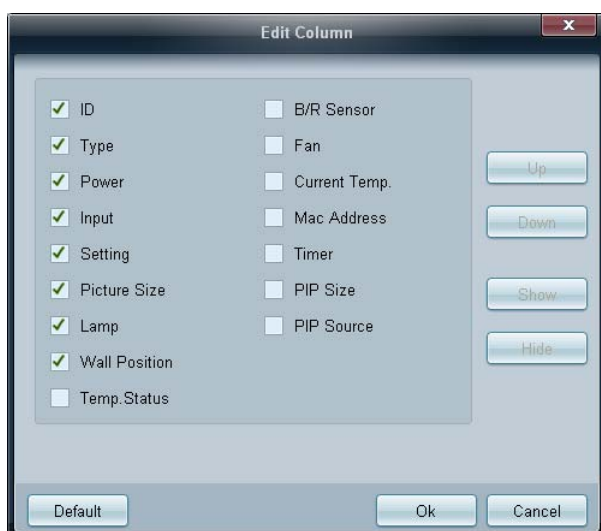 Edit Column
x
ID
Type
Power
Input
Setting
Picture Size
Lamp
Wall Position
Temp.Status
B/R Sensor
Fan
Current Temp.
Mac Address
Timer
PIP Size
PIP Source
Up
Down
Show
Hide
Default
Ok
Cancel